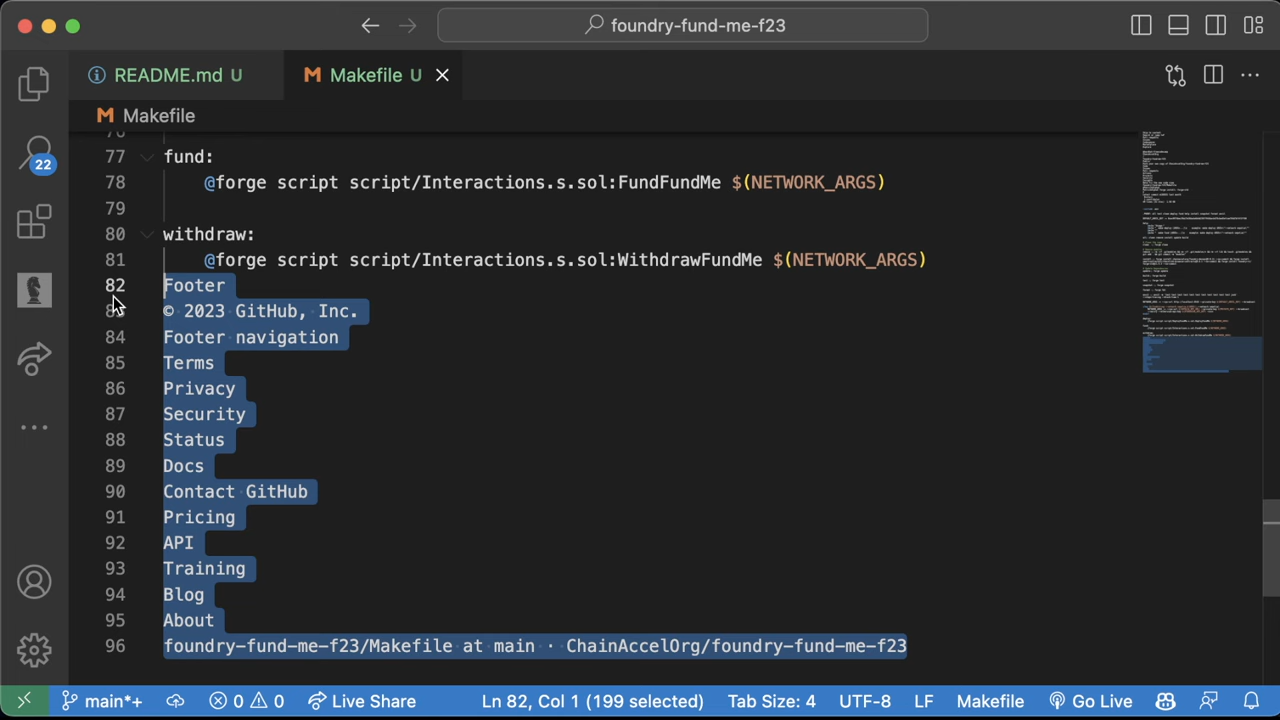 foundry-fund-me-f23
README.md U
Makefile U
Makefile
22
77 fund:
78 @forge script script/Interactions.s.sol:FundFundMe $(NETWORK_ARGS)
79
80 withdraw:
81 @forge script script/Interactions.s.sol:WithdrawFundMe $(NETWORK_ARGS)
82 Footer
© 2023 GitHub, Inc.
84 Footer navigation
85 Terms
86 Privacy
87 Security
88 Status
89 Docs
90 Contact GitHub
91 Pricing
92 API
93 Training
94 Blog
95 About
96 foundry-fund-me-f23/Makefile at main · ChainAccelOrg/foundry-fund-me-f23
main*+ 0 0 Live Share Ln 82, Col 1 (199 selected) Tab Size: 4 UTF-8 LF Makefile Go Live